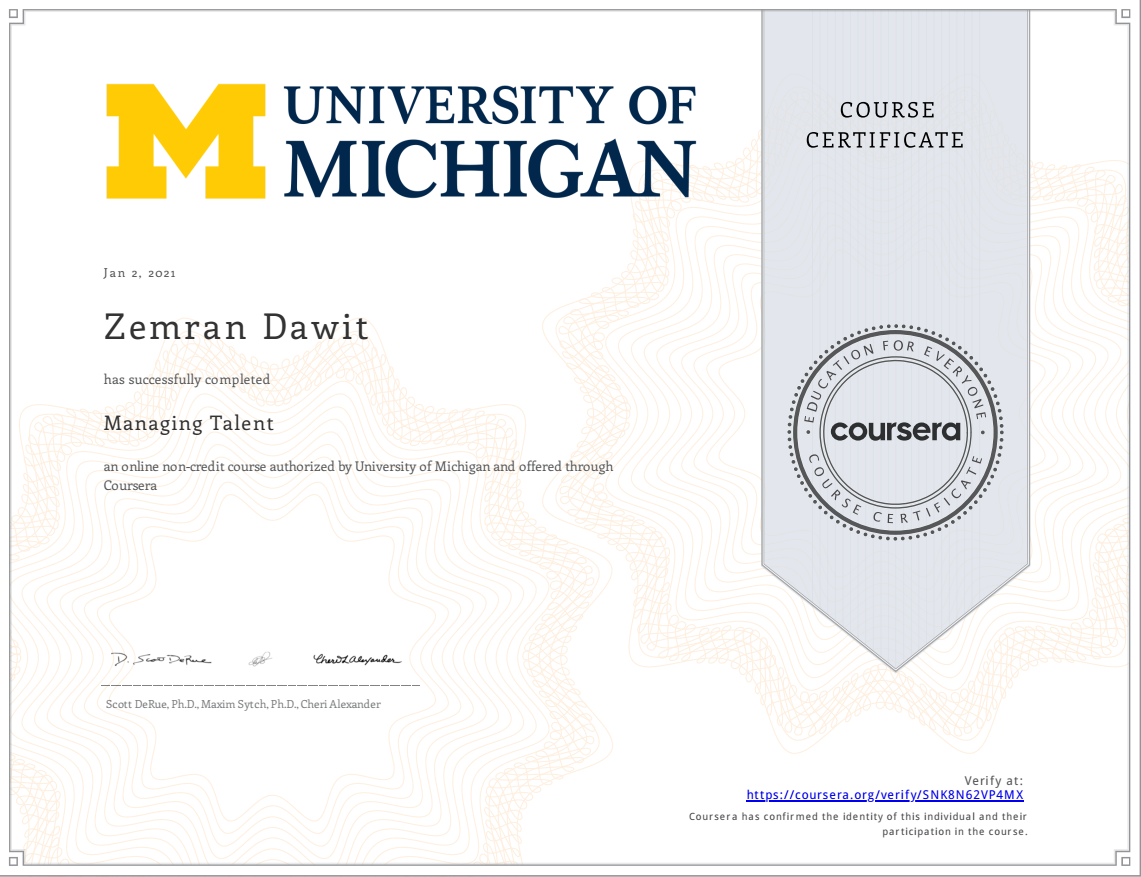 UNIVERSITY OF
MICHIGAN
COURSE
CERTIFICATE
Jan 2, 2021
Zemran Dawit
has successfully completed
Managing Talent
an online non-credit course authorized by University of Michigan and offered through
Coursera
EDUCATION FOR EVERYONE
coursera
COURSE CERTIFICATE
D. Scott DeRue
Cheri L Alexander
Scott DeRue, Ph.D., Maxim Sytch, Ph.D., Cheri Alexander
Verify at:
https://coursera.org/verify/SNK8N62VP4MX
Coursera has confirmed the identity of this individual and their
participation in the course.